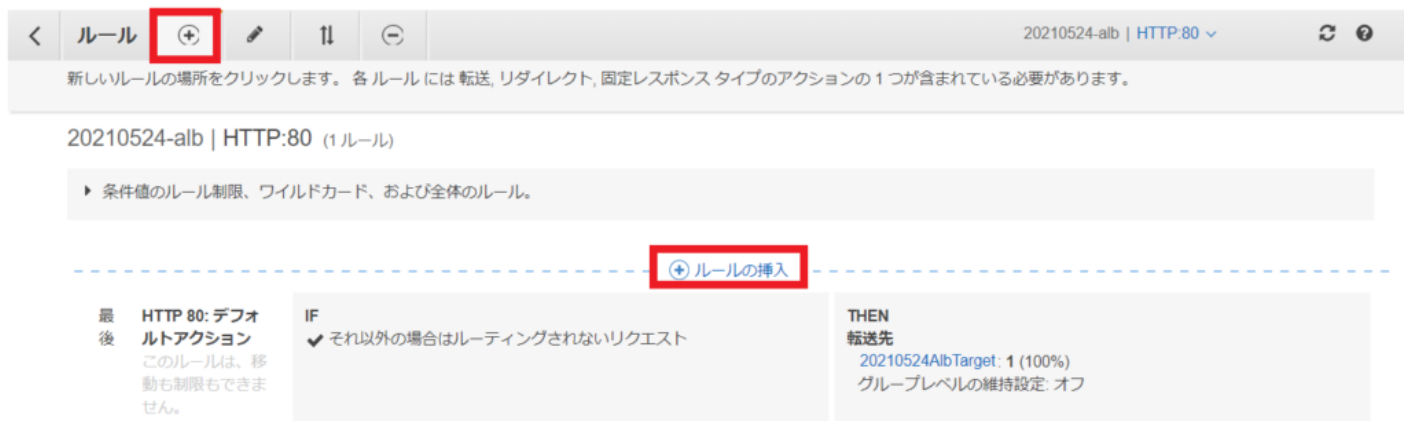 ルール
20210524-alb | HTTP:80
新しいルールの場所をクリックします。 各 ルール には 転送, リダイレクト, 固定レスポンス タイプのアクションの 1 つが含まれている必要があります。
20210524-alb | HTTP:80 (1 ルール)
条件値のルール制限、ワイルドカード、および全体のルール。
ルールの挿入
最後
HTTP 80: デフォ
ルトアクション
このルールは、移
動も制限もできま
せん。
IF
それ以外の場合はルーティングされないリクエスト
THEN
転送先
20210524AlbTarget: 1 (100%)
グループレベルの維持設定: オフ